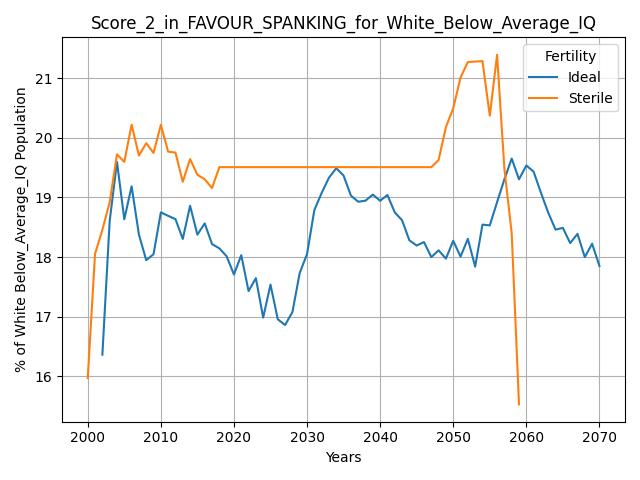 Score_2_in_FAVOUR_SPANKING_for_White_Below_Average_IQ
Fertility
Ideal
Sterile
% of White Below_Average_IQ Population
21
20
19
18
17
16
2000
2010
2020
2030
2040
2050
2060
2070
Years